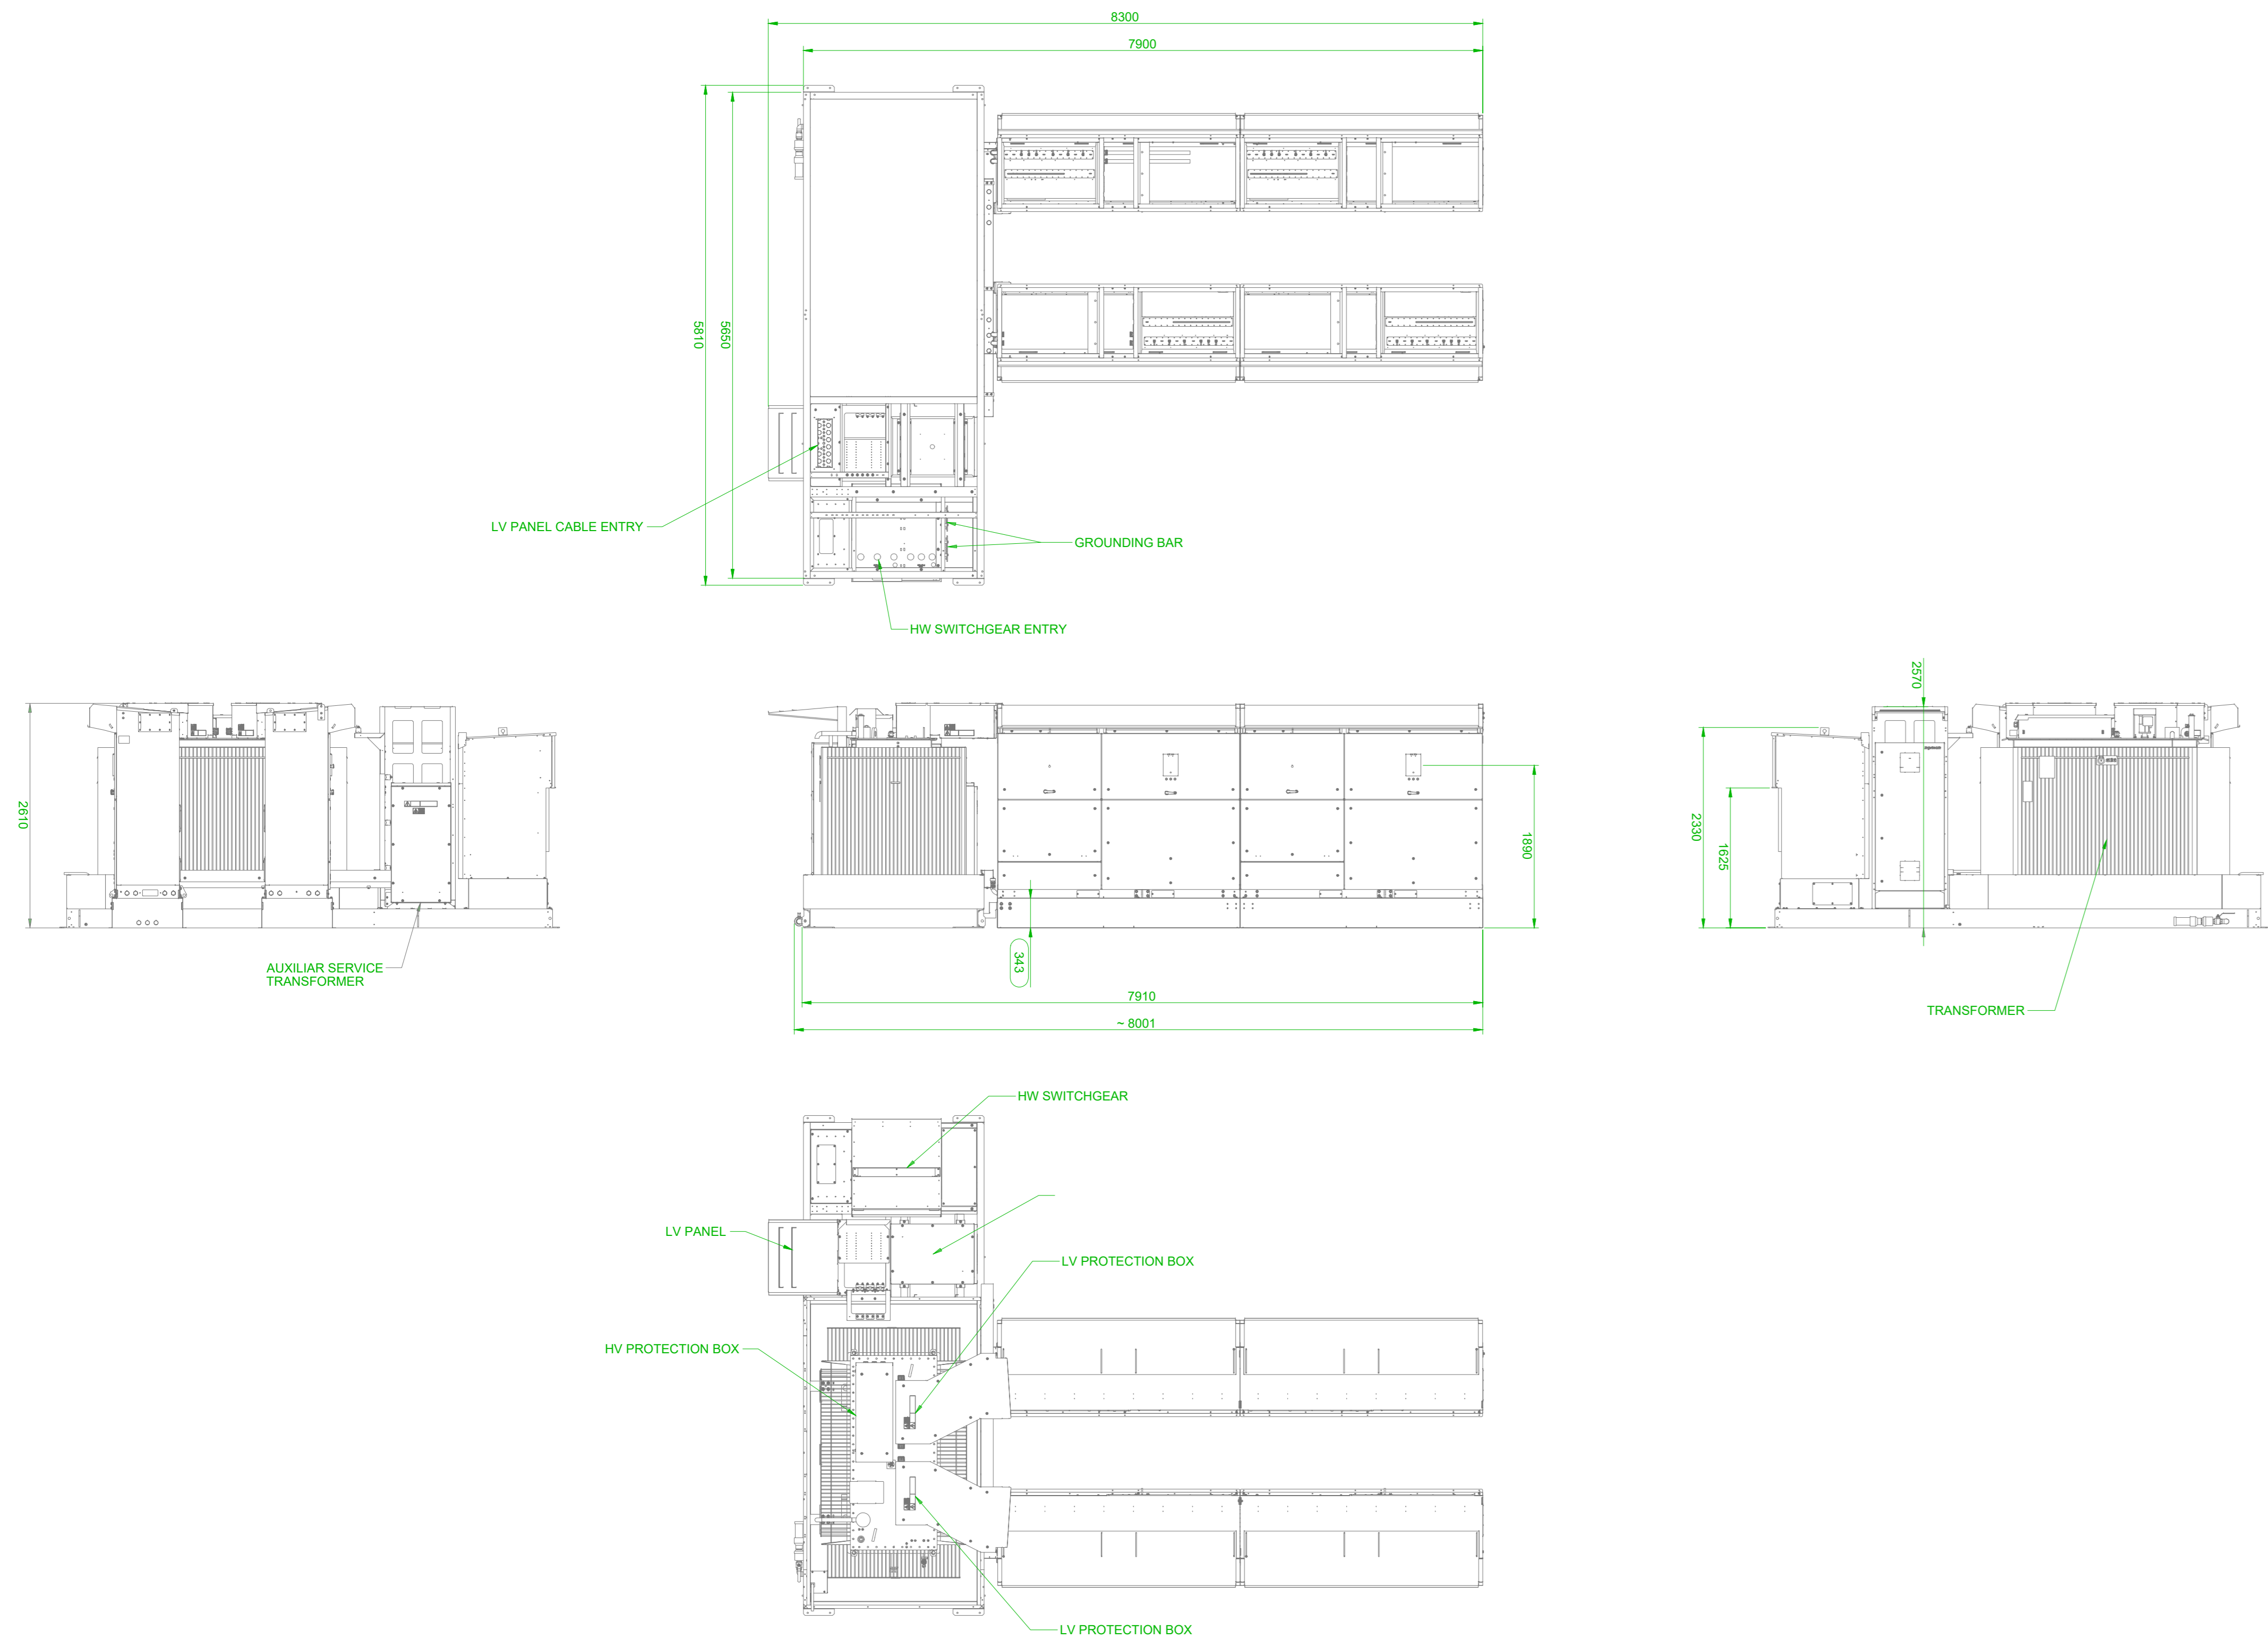 8300
7900
5810
5650
LV PANEL CABLE ENTRY
GROUNDING BAR
HW SWITCHGEAR ENTRY
2610
AUXILIAR SERVICE
TRANSFORMER
343
1890
7910
~ 8001
2570
2330
1625
TRANSFORMER
HW SWITCHGEAR
LV PANEL
LV PROTECTION BOX
HV PROTECTION BOX
LV PROTECTION BOX